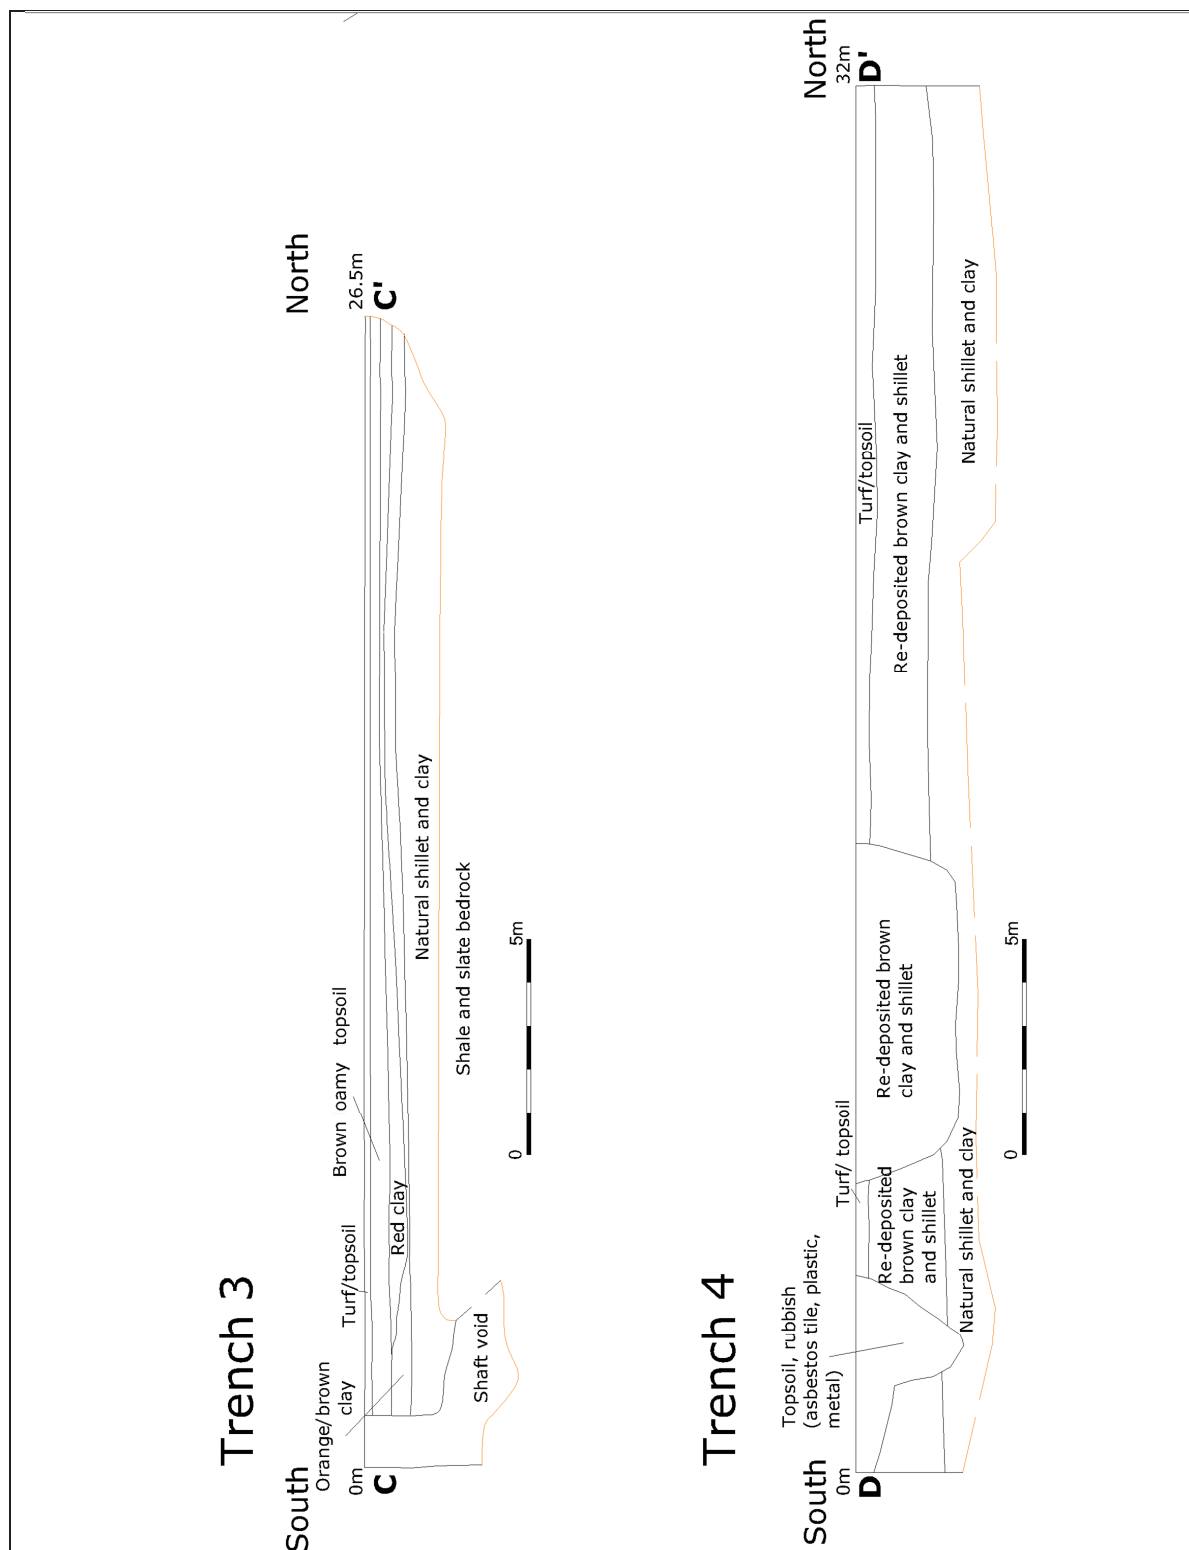 Trench 3
South
North
0m
26.5m
C
C'
Orange/brown
clay
Turf/topsoil
Brown oamy topsoil
Red clay
Natural shillet and clay
Shale and slate bedrock
Shaft void
0
5m
Trench 4
South
North
0m
32m
D
D'
Topsoil, rubbish
(asbestos tile, plastic,
metal)
Turf/ topsoil
Turf/topsoil
Re-deposited
brown clay
and shillet
Re-deposited brown
clay and shillet
Re-deposited brown clay and shillet
Natural shillet and clay
Natural shillet and clay
0
5m